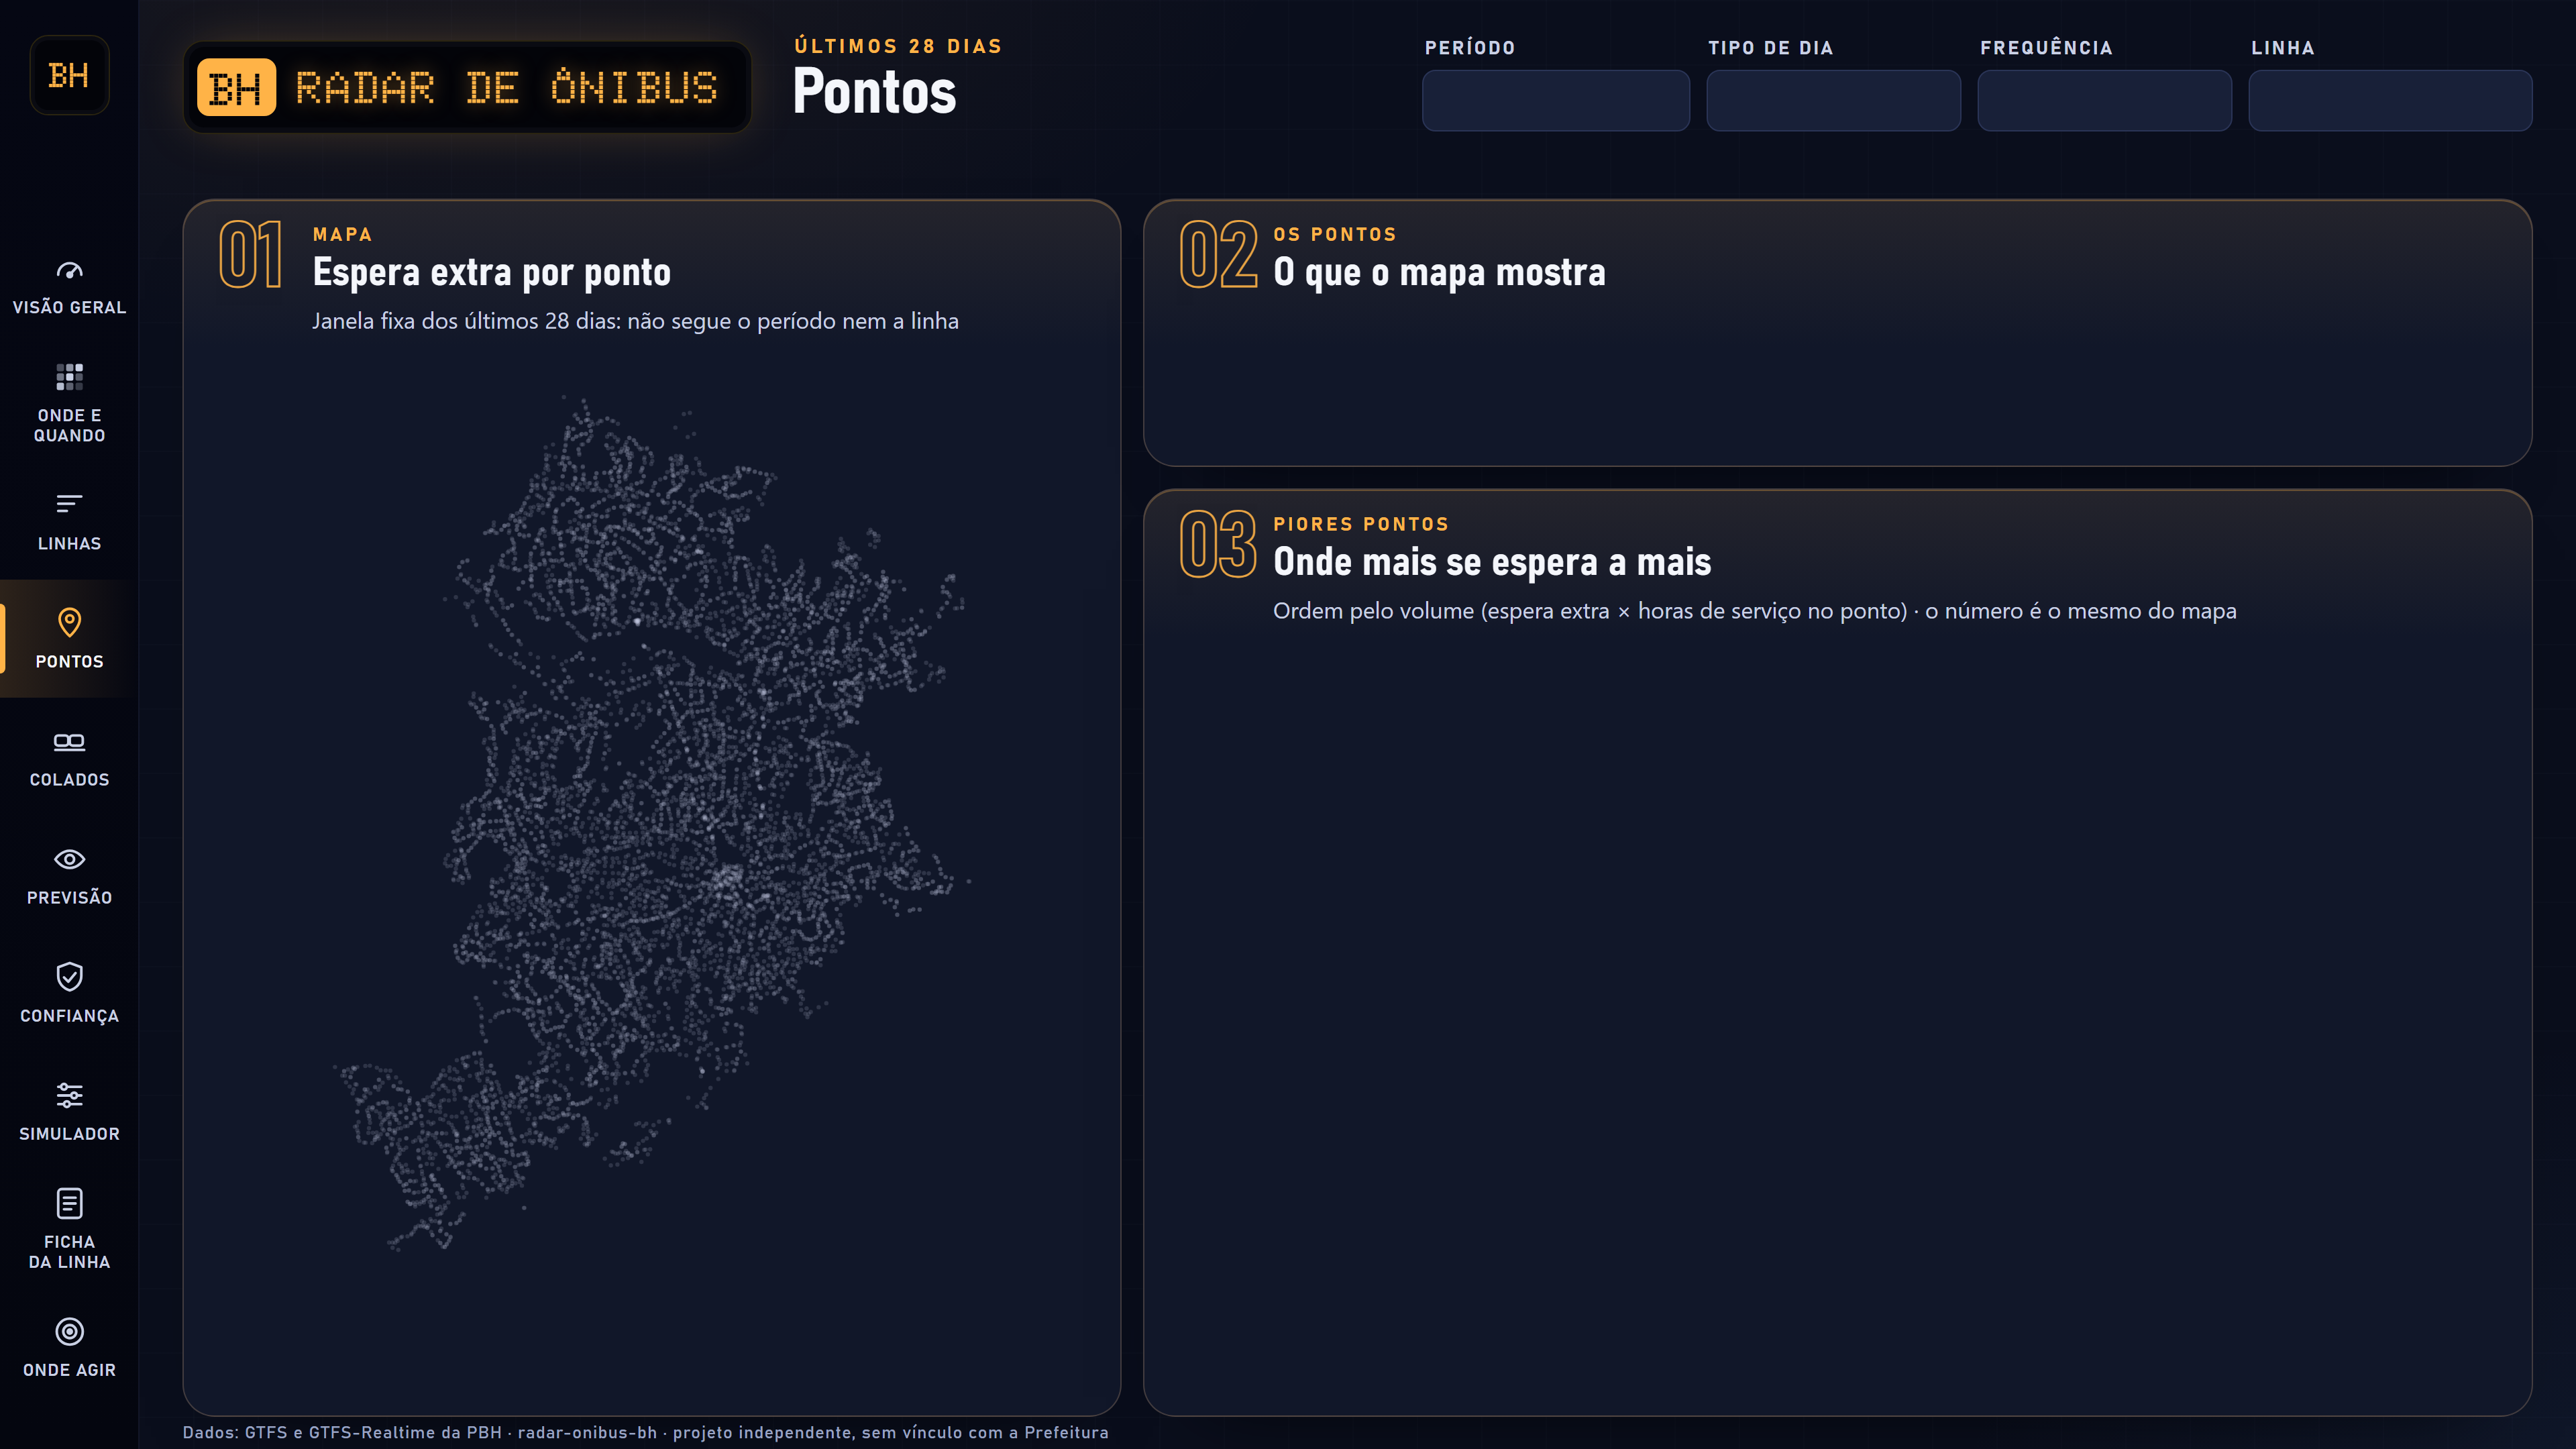 BH
BH RADAR DE ÔNIBUS
ÚLTIMOS 28 DIAS
Pontos
PERÍODO
TIPO DE DIA
FREQUÊNCIA
LINHA
VISÃO GERAL
ONDE E
QUANDO
LINHAS
PONTOS
COLADOS
PREVISÃO
CONFIANÇA
SIMULADOR
FICHA
DA LINHA
ONDE AGIR
01
MAPA
Espera extra por ponto
Janela fixa dos últimos 28 dias: não segue o período nem a linha
02
OS PONTOS
O que o mapa mostra
03
PIORES PONTOS
Onde mais se espera a mais
Ordem pelo volume (espera extra × horas de serviço no ponto) · o número é o mesmo do mapa
Dados: GTFS e GTFS-Realtime da PBH · radar-onibus-bh · projeto independente, sem vínculo com a Prefeitura